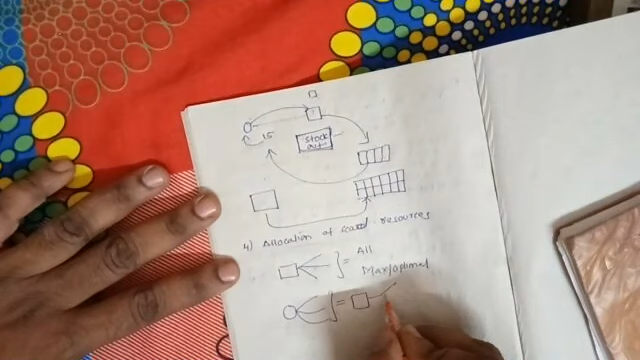 15
stock
out
4) Allocation of resources
= All
Max/optimal
=